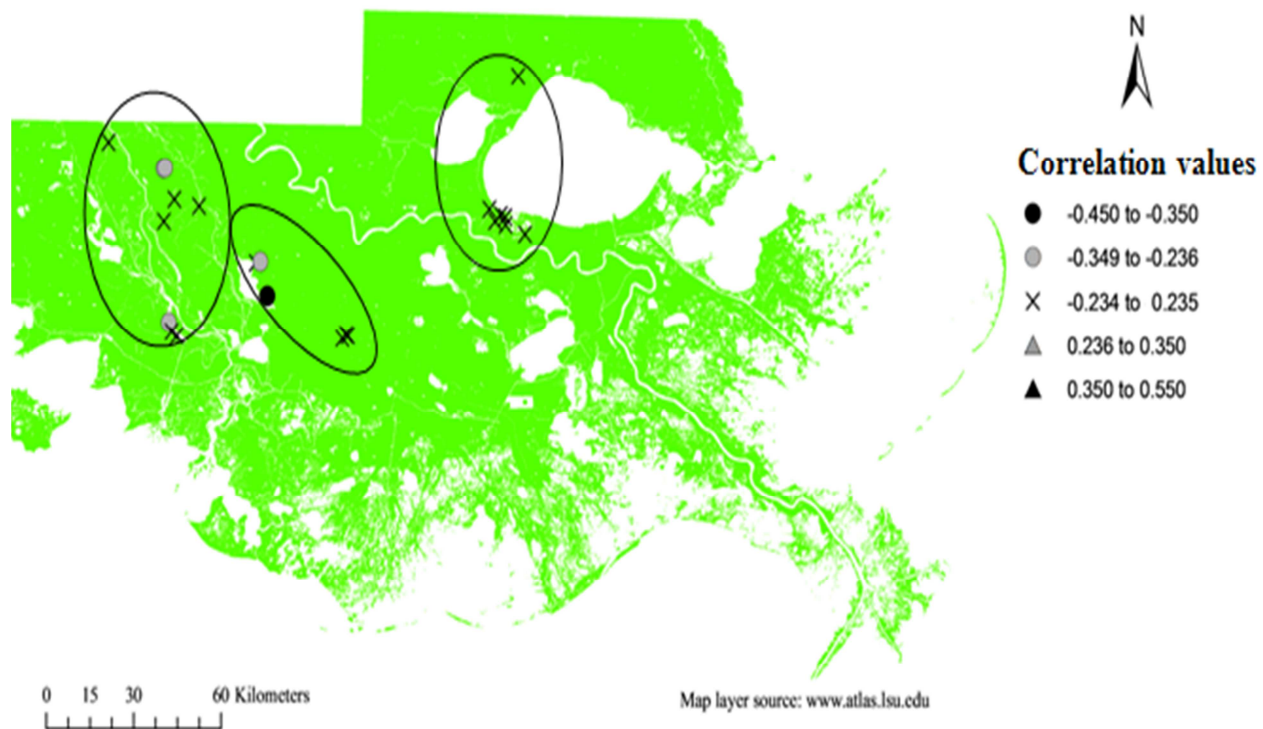 N
Correlation values
-0.450 to -0.350
-0.349 to -0.236
-0.234 to 0.235
0.236 to 0.350
0.350 to 0.550
0 15 30 60 Kilometers
Map layer source: www.atlas.lsu.edu